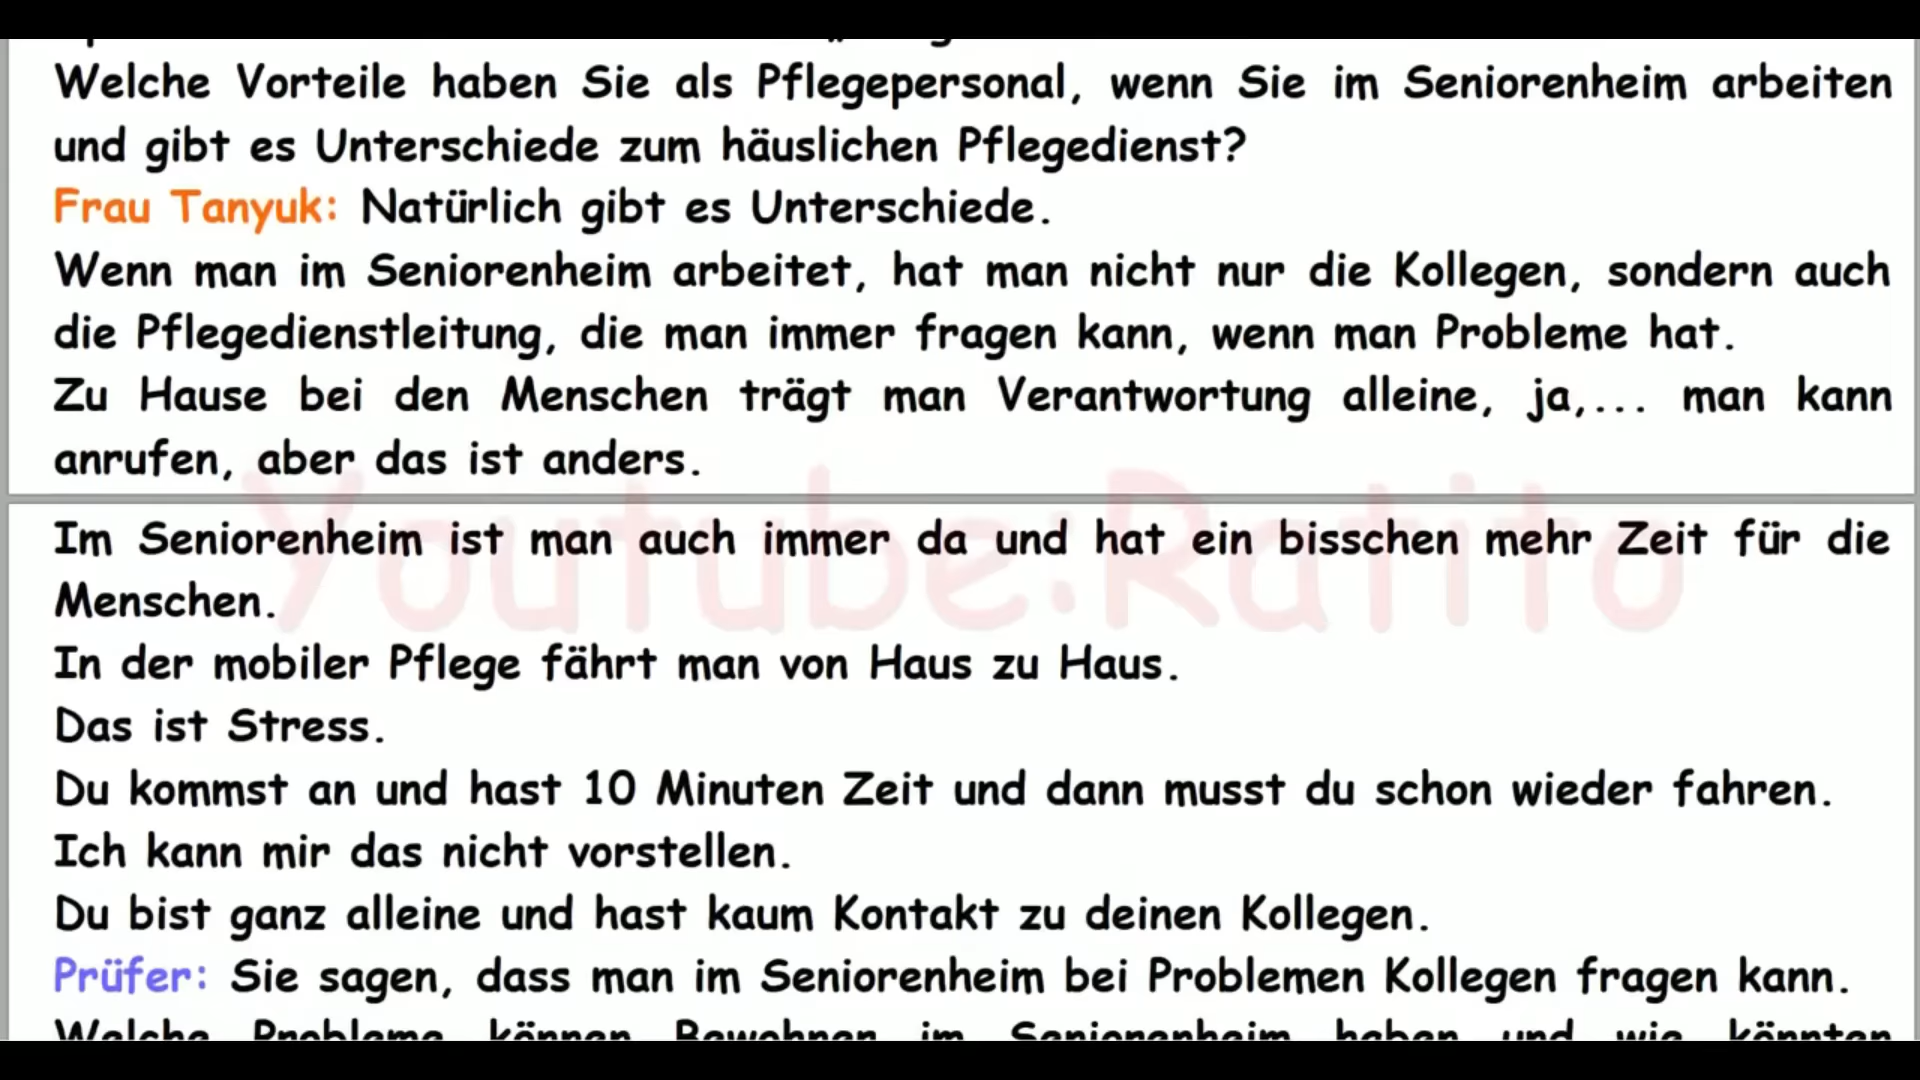 Welche Vorteile haben Sie als Pflegepersonal, wenn Sie im Seniorenheim arbeiten
und gibt es Unterschiede zum häuslichen Pflegedienst?
Frau Tanyuk: Natürlich gibt es Unterschiede.
Wenn man im Seniorenheim arbeitet, hat man nicht nur die Kollegen, sondern auch
die Pflegedienstleitung, die man immer fragen kann, wenn man Probleme hat.
Zu Hause bei den Menschen trägt man Verantwortung alleine, ja,... man kann
anrufen, aber das ist anders.
Youtube:Ratito
Im Seniorenheim ist man auch immer da und hat ein bisschen mehr Zeit für die
Menschen.
In der mobiler Pflege fährt man von Haus zu Haus.
Das ist Stress.
Du kommst an und hast 10 Minuten Zeit und dann musst du schon wieder fahren.
Ich kann mir das nicht vorstellen.
Du bist ganz alleine und hast kaum Kontakt zu deinen Kollegen.
Prüfer: Sie sagen, dass man im Seniorenheim bei Problemen Kollegen fragen kann.
Welche Probleme können Bewohner im Seniorenheim haben und wie könnten